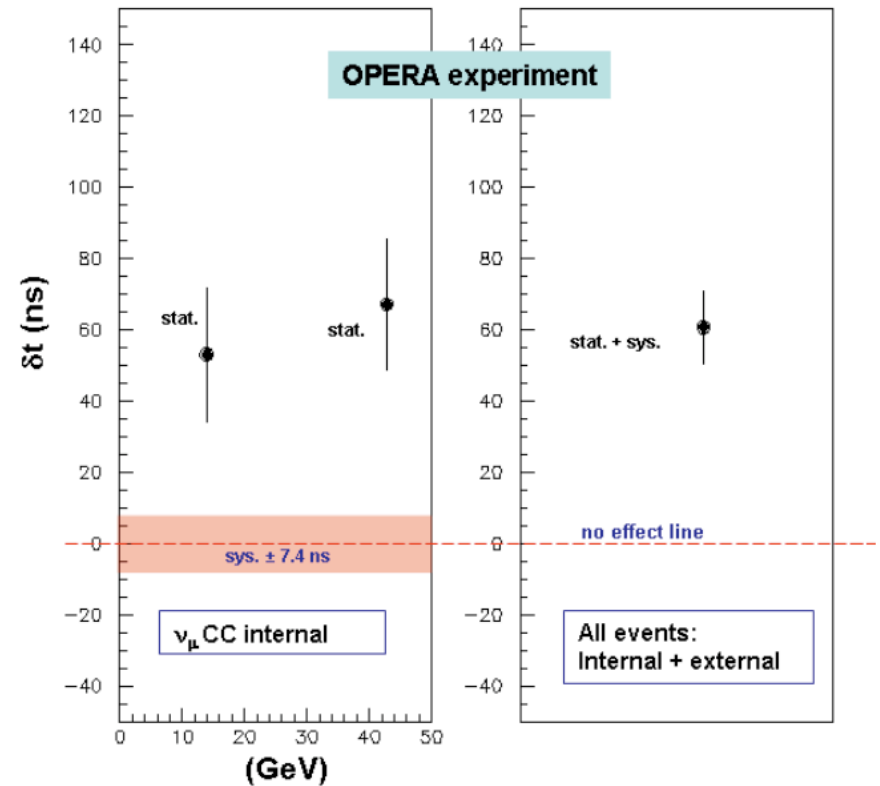 OPERA experiment
δt (ns)
140
120
100
80
60
40
20
0
−20
−40
stat.
stat.
sys. ± 7.4 ns
νμ CC internal
0 10 20 30 40 50
(GeV)
140
120
100
80
60
40
20
0
−20
−40
stat. + sys.
no effect line
All events:
Internal + external